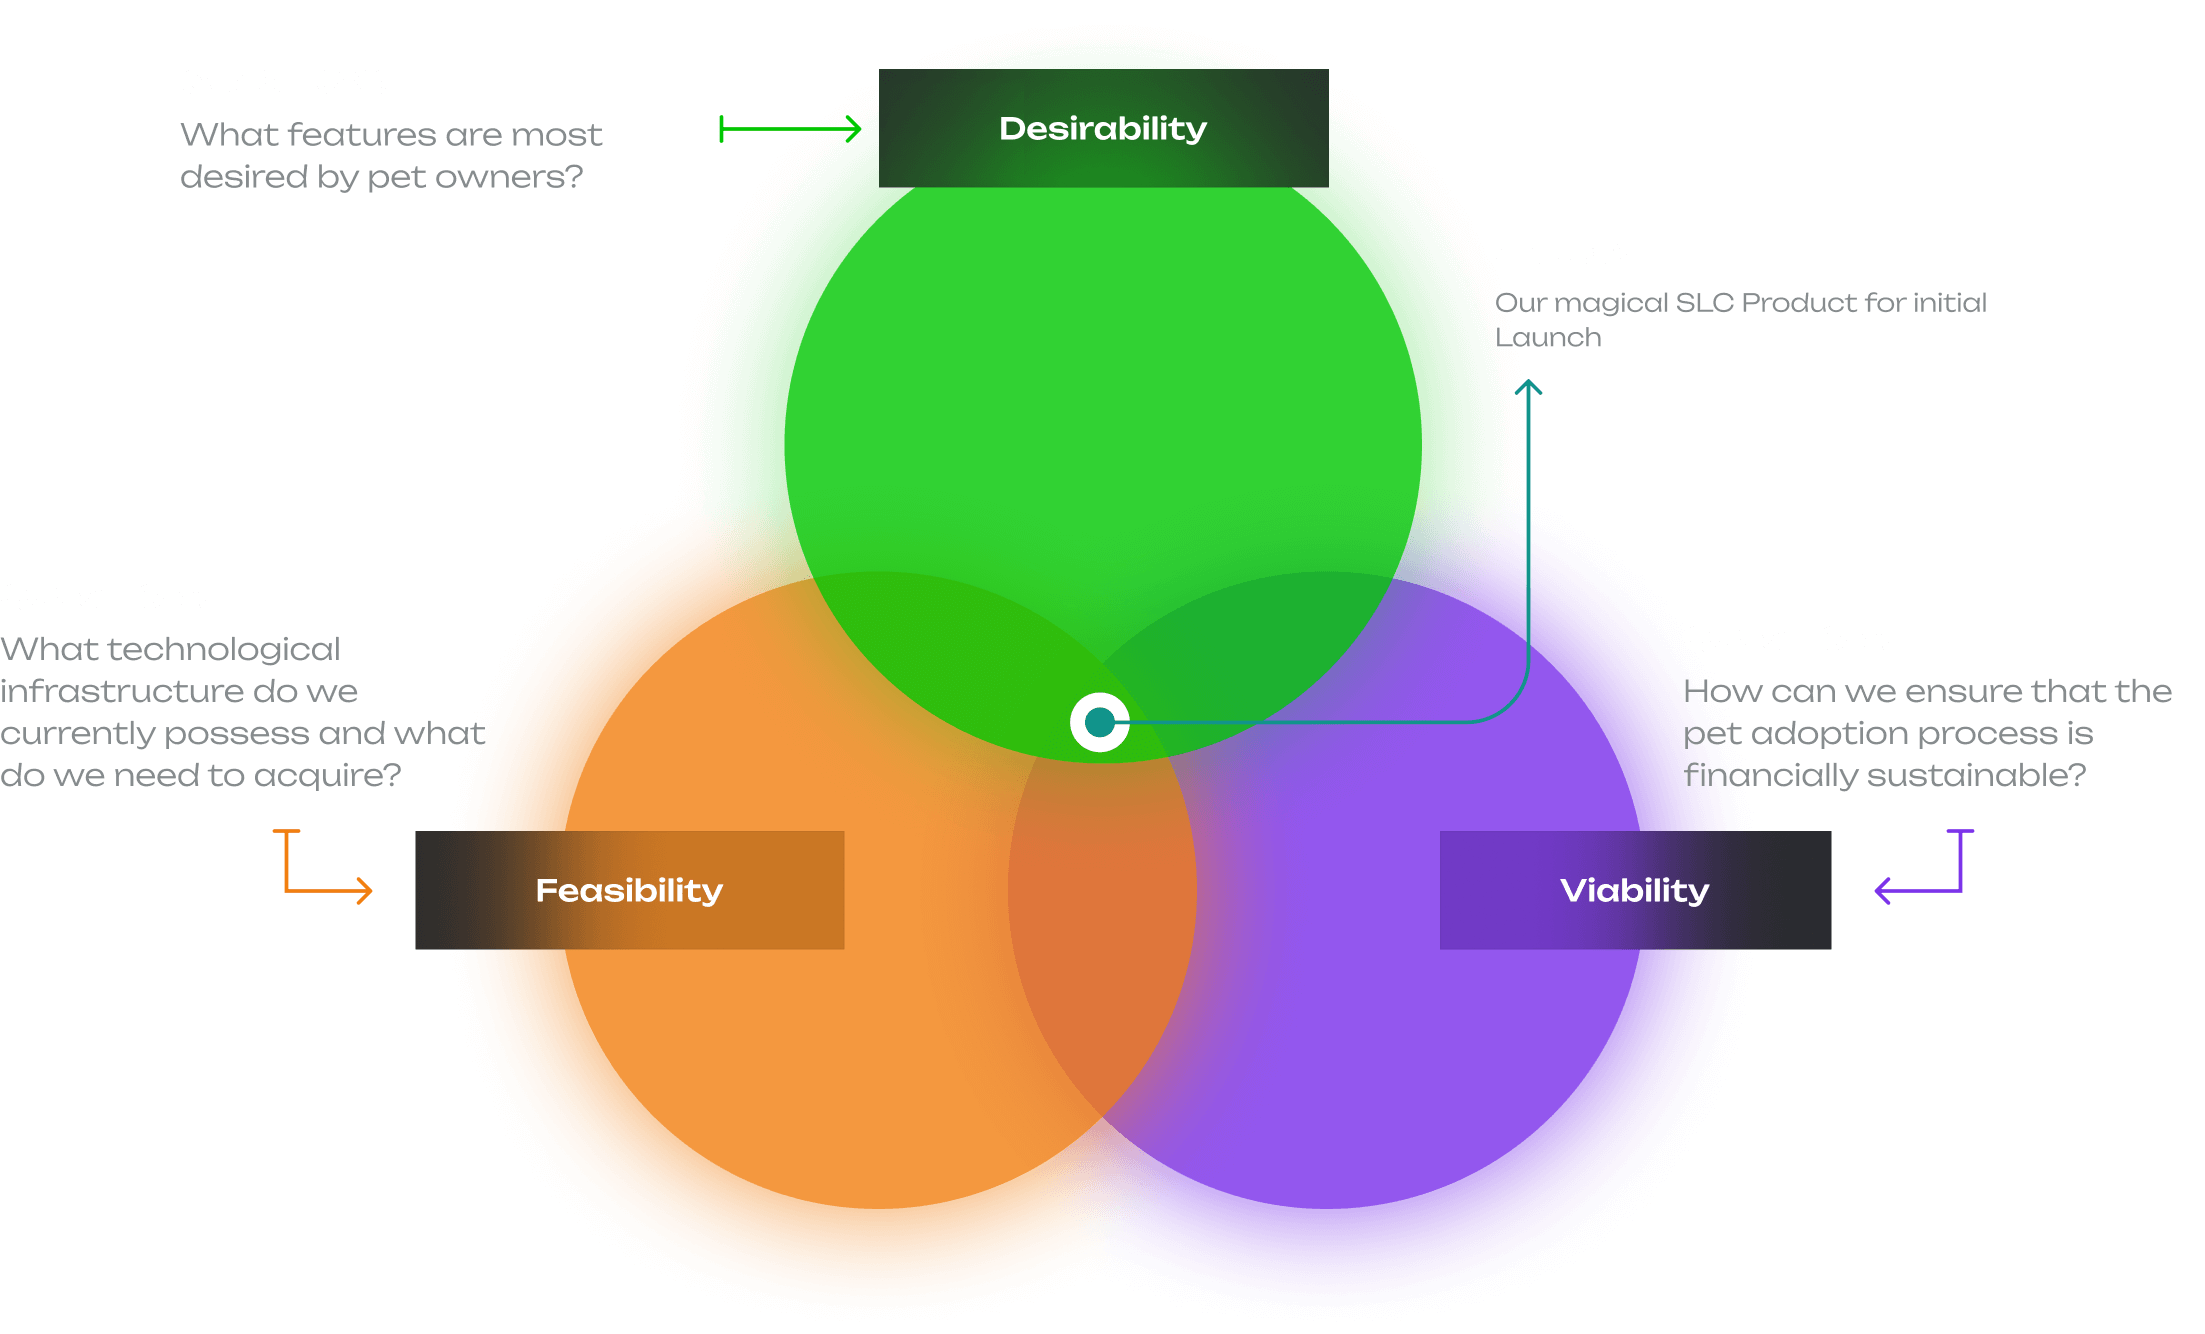 Desirability
What features are most
desired by pet owners?
Our magical SLC Product for initial
Launch
What technological
infrastructure do we
currently possess and what
do we need to acquire?
How can we ensure that the
pet adoption process is
financially sustainable?
Feasibility
Viability